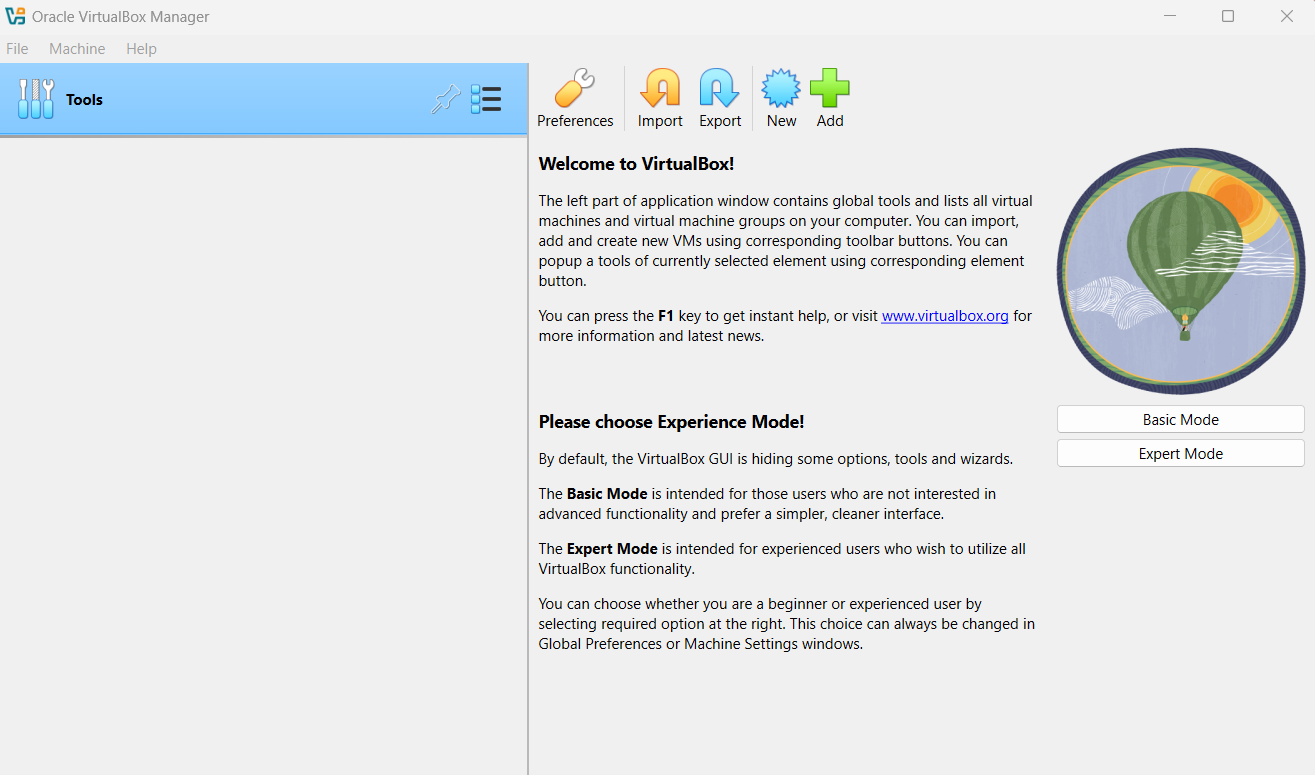 Oracle VirtualBox Manager
File Machine Help
Tools
Preferences Import Export New Add
Welcome to VirtualBox!
The left part of application window contains global tools and lists all virtual
machines and virtual machine groups on your computer. You can import,
add and create new VMs using corresponding toolbar buttons. You can
popup a tools of currently selected element using corresponding element
button.
You can press the F1 key to get instant help, or visit www.virtualbox.org for
more information and latest news.
Please choose Experience Mode!
By default, the VirtualBox GUI is hiding some options, tools and wizards.
The Basic Mode is intended for those users who are not interested in
advanced functionality and prefer a simpler, cleaner interface.
The Expert Mode is intended for experienced users who wish to utilize all
VirtualBox functionality.
You can choose whether you are a beginner or experienced user by
selecting required option at the right. This choice can always be changed in
Global Preferences or Machine Settings windows.
Basic Mode
Expert Mode